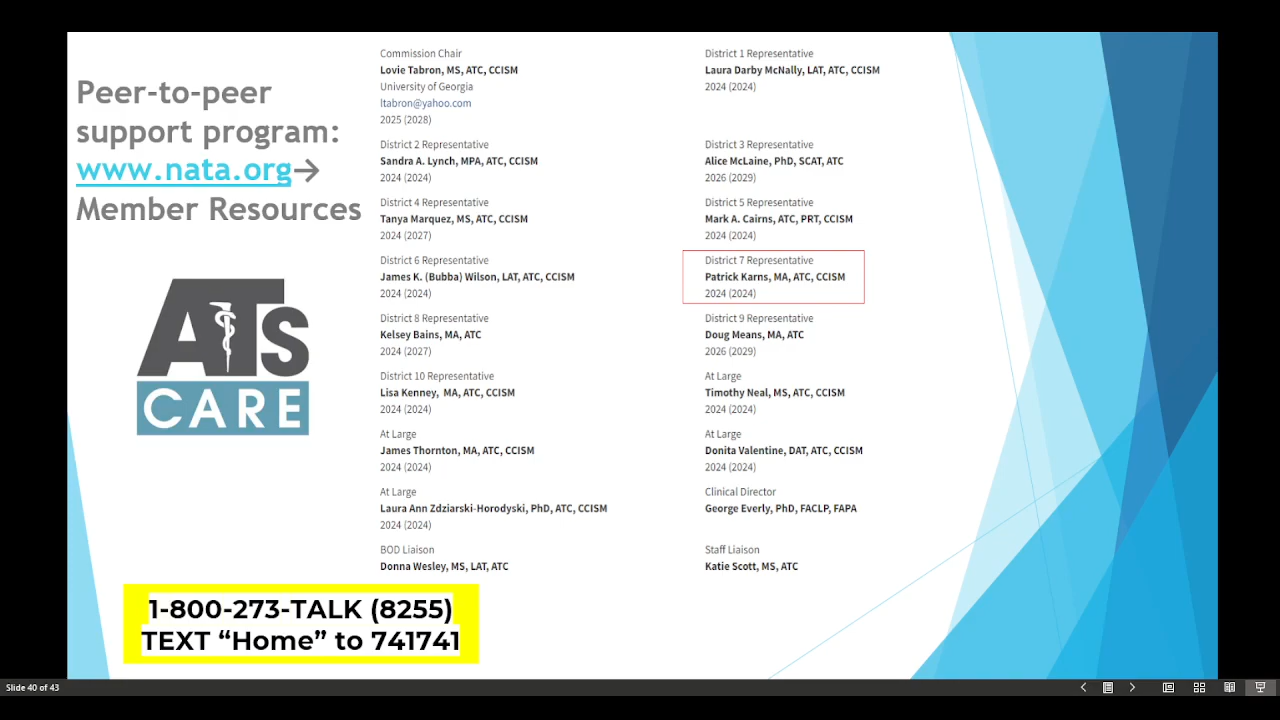 Peer-to-peer
support program:
www.nata.org→
Member Resources
ATs
CARE
1-800-273-TALK (8255)
TEXT “Home” to 741741
Commission Chair
Lovie Tabron, MS, ATC, CCISM
University of Georgia
ltabron@yahoo.com
2025 (2028)
District 1 Representative
Laura Darby McNally, LAT, ATC, CCISM
2024 (2024)
District 2 Representative
Sandra A. Lynch, MPA, ATC, CCISM
2024 (2024)
District 3 Representative
Alice McLaine, PhD, SCAT, ATC
2026 (2029)
District 4 Representative
Tanya Marquez, MS, ATC, CCISM
2024 (2027)
District 5 Representative
Mark A. Cairns, ATC, PRT, CCISM
2024 (2024)
District 6 Representative
James K. (Bubba) Wilson, LAT, ATC, CCISM
2024 (2024)
District 7 Representative
Patrick Karns, MA, ATC, CCISM
2024 (2024)
District 8 Representative
Kelsey Bains, MA, ATC
2024 (2027)
District 9 Representative
Doug Means, MA, ATC
2026 (2029)
District 10 Representative
Lisa Kenney, MA, ATC, CCISM
2024 (2024)
At Large
Timothy Neal, MS, ATC, CCISM
2024 (2024)
At Large
James Thornton, MA, ATC, CCISM
2024 (2024)
At Large
Donita Valentine, DAT, ATC, CCISM
2024 (2024)
At Large
Laura Ann Zdziarski-Horodyski, PhD, ATC, CCISM
2024 (2024)
Clinical Director
George Everly, PhD, FACLP, FAPA
BOD Liaison
Donna Wesley, MS, LAT, ATC
Staff Liaison
Katie Scott, MS, ATC
Slide 40 of 43